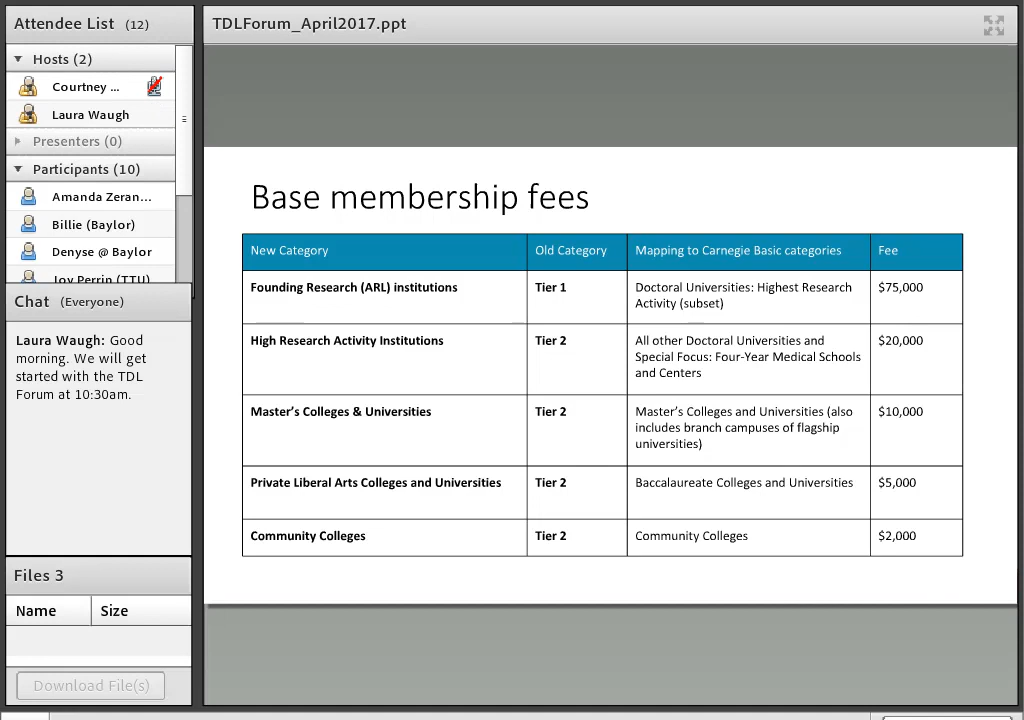 Attendee List (12)
Hosts (2)
Courtney ...
Laura Waugh
Presenters (0)
Participants (10)
Amanda Zeran...
Billie (Baylor)
Denyse @ Baylor
Joy Perrin (TTU)
Chat (Everyone)
Laura Waugh: Good
morning. We will get
started with the TDL
Forum at 10:30am.
Files 3
Name Size
Download File(s)
TDLForum_April2017.ppt
Base membership fees
New Category Old Category Mapping to Carnegie Basic categories Fee
Founding Research (ARL) institutions Tier 1 Doctoral Universities: Highest Research $75,000
Activity (subset)
High Research Activity Institutions Tier 2 All other Doctoral Universities and $20,000
Special Focus: Four-Year Medical Schools
and Centers
Master's Colleges & Universities Tier 2 Master's Colleges and Universities (also $10,000
includes branch campuses of flagship
universities)
Private Liberal Arts Colleges and Universities Tier 2 Baccalaureate Colleges and Universities $5,000
Community Colleges Tier 2 Community Colleges $2,000